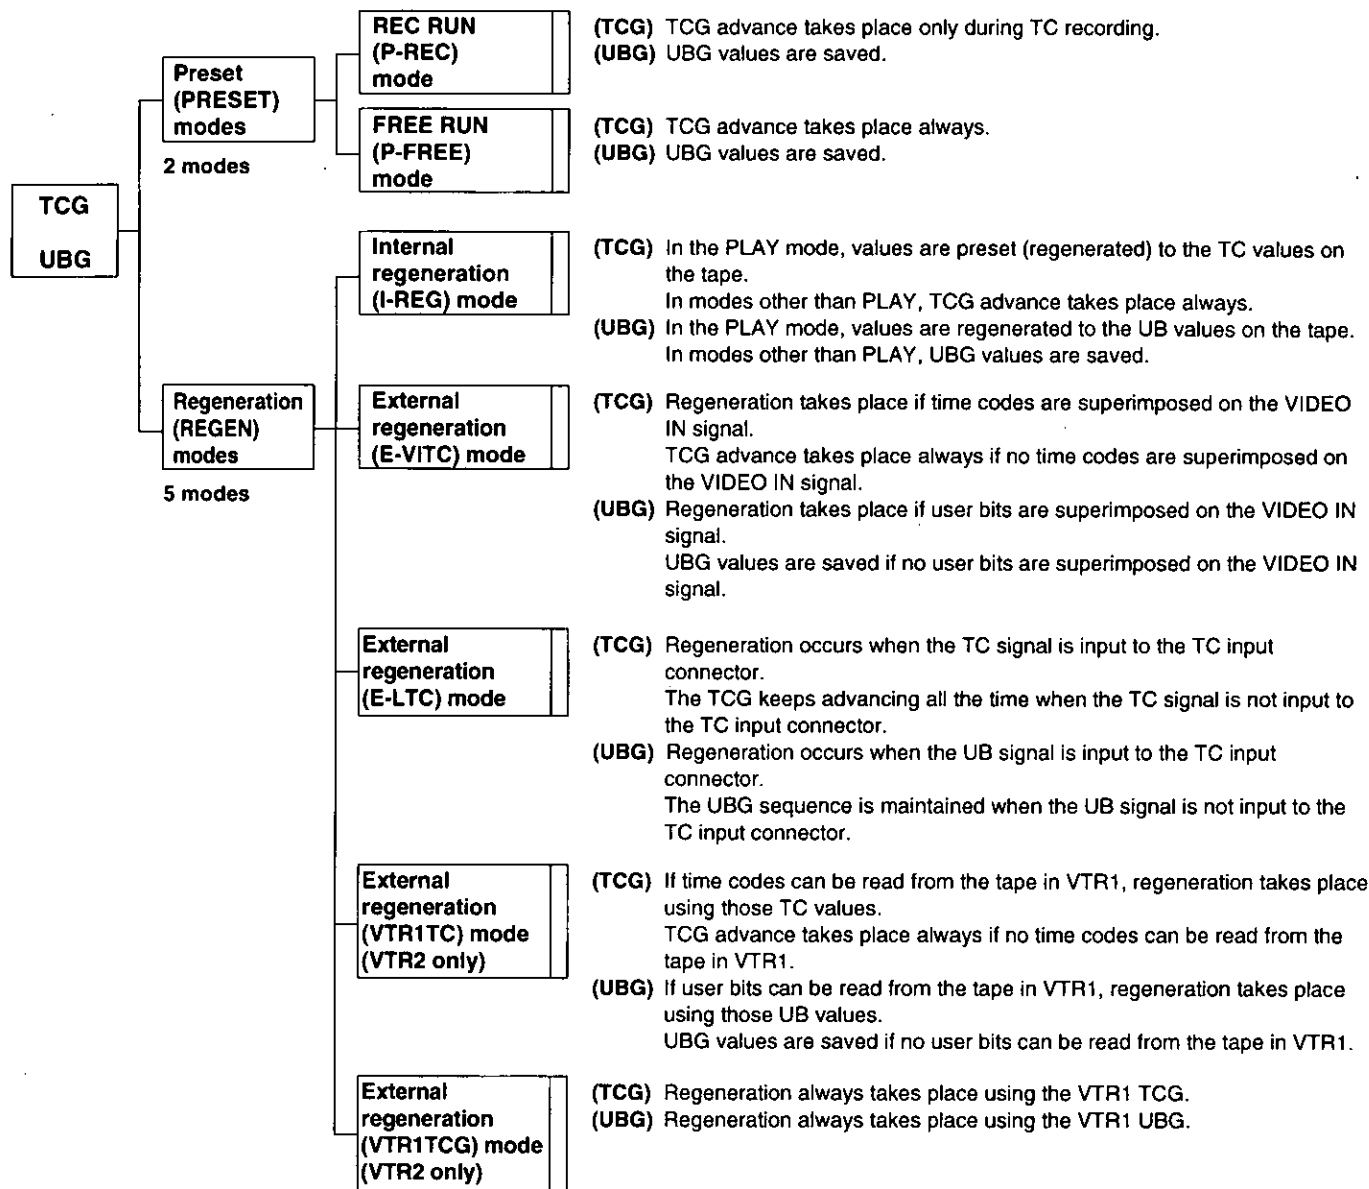 TCG
UBG
Preset
(PRESET)
modes
2 modes
REC RUN
(P-REC)
mode
(TCG) TCG advance takes place only during TC recording.
(UBG) UBG values are saved.
FREE RUN
(P-FREE)
mode
(TCG) TCG advance takes place always.
(UBG) UBG values are saved.
Regeneration
(REGEN)
modes
5 modes
Internal
regeneration
(I-REG) mode
(TCG) In the PLAY mode, values are preset (regenerated) to the TC values on
the tape.
In modes other than PLAY, TCG advance takes place always.
(UBG) In the PLAY mode, values are regenerated to the UB values on the tape.
In modes other than PLAY, UBG values are saved.
External
regeneration
(E-VITC) mode
(TCG) Regeneration takes place if time codes are superimposed on the VIDEO
IN signal.
TCG advance takes place always if no time codes are superimposed on
the VIDEO IN signal.
(UBG) Regeneration takes place if user bits are superimposed on the VIDEO IN
signal.
UBG values are saved if no user bits are superimposed on the VIDEO IN
signal.
External
regeneration
(E-LTC) mode
(TCG) Regeneration occurs when the TC signal is input to the TC input
connector.
The TCG keeps advancing all the time when the TC signal is not input to
the TC input connector.
(UBG) Regeneration occurs when the UB signal is input to the TC input
connector.
The UBG sequence is maintained when the UB signal is not input to the
TC input connector.
External
regeneration
(VTR1TC) mode
(VTR2 only)
(TCG) If time codes can be read from the tape in VTR1, regeneration takes place
using those TC values.
TCG advance takes place always if no time codes can be read from the
tape in VTR1.
(UBG) If user bits can be read from the tape in VTR1, regeneration takes place
using those UB values.
UBG values are saved if no user bits can be read from the tape in VTR1.
External
regeneration
(VTR1TCG) mode
(VTR2 only)
(TCG) Regeneration always takes place using the VTR1 TCG.
(UBG) Regeneration always takes place using the VTR1 UBG.